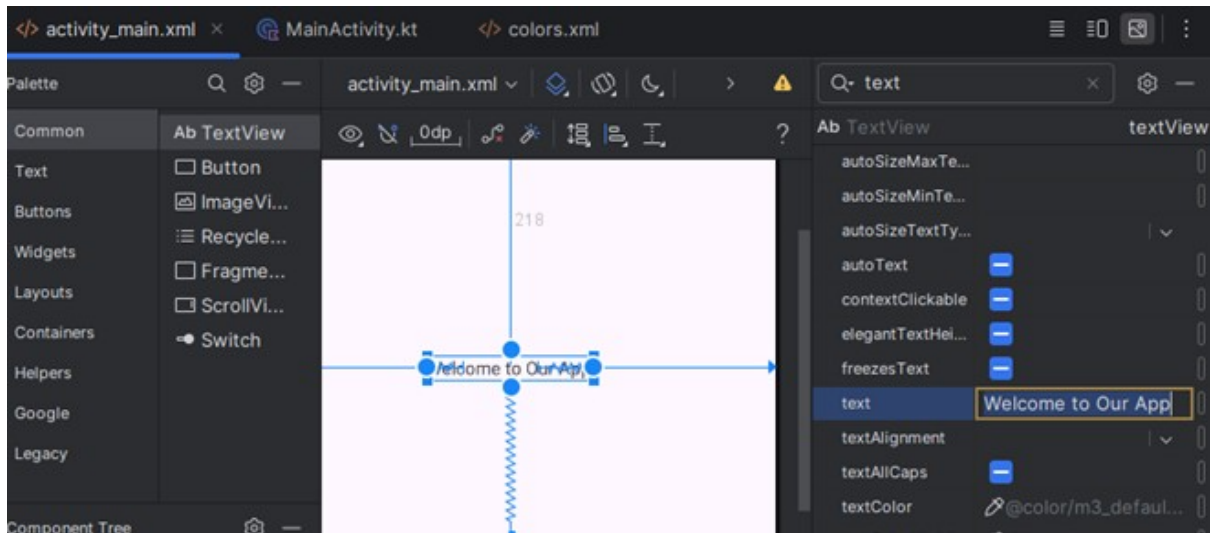 activity_main.xml MainActivity.kt colors.xml
Palette
Common
Text
Buttons
Widgets
Layouts
Containers
Helpers
Google
Legacy
Component Tree
Ab TextView
Button
ImageVi...
Recycle...
Fragme...
ScrollVi...
Switch
activity_main.xml
0dp
?
218
Welcome to Our Ap
text
Ab TextView textView
autoSizeMaxTe...
autoSizeMinTe...
autoSizeTextTy...
autoText
contextClickable
elegantTextHei...
freezesText
text Welcome to Our App
textAlignment
textAllCaps
textColor @color/m3_defaul...